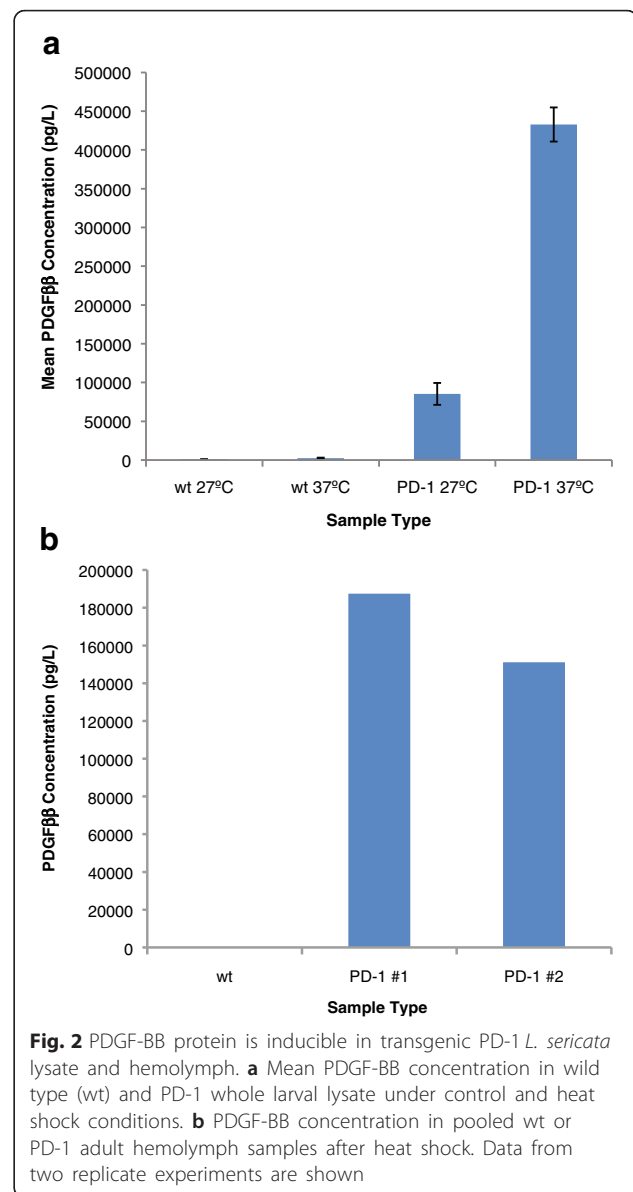 a
500000
450000
400000
350000
300000
250000
200000
150000
100000
50000
0
Mean PDGFββ Concentration (pg/L)
wt 27ºC wt 37ºC PD-1 27ºC PD-1 37ºC
Sample Type
b
200000
180000
160000
140000
120000
100000
80000
60000
40000
20000
0
PDGFββ Concentration (pg/L)
wt PD-1 #1 PD-1 #2
Sample Type
Fig. 2 PDGF-BB protein is inducible in transgenic PD-1 L. sericata
lysate and hemolymph. a Mean PDGF-BB concentration in wild
type (wt) and PD-1 whole larval lysate under control and heat
shock conditions. b PDGF-BB concentration in pooled wt or
PD-1 adult hemolymph samples after heat shock. Data from
two replicate experiments are shown